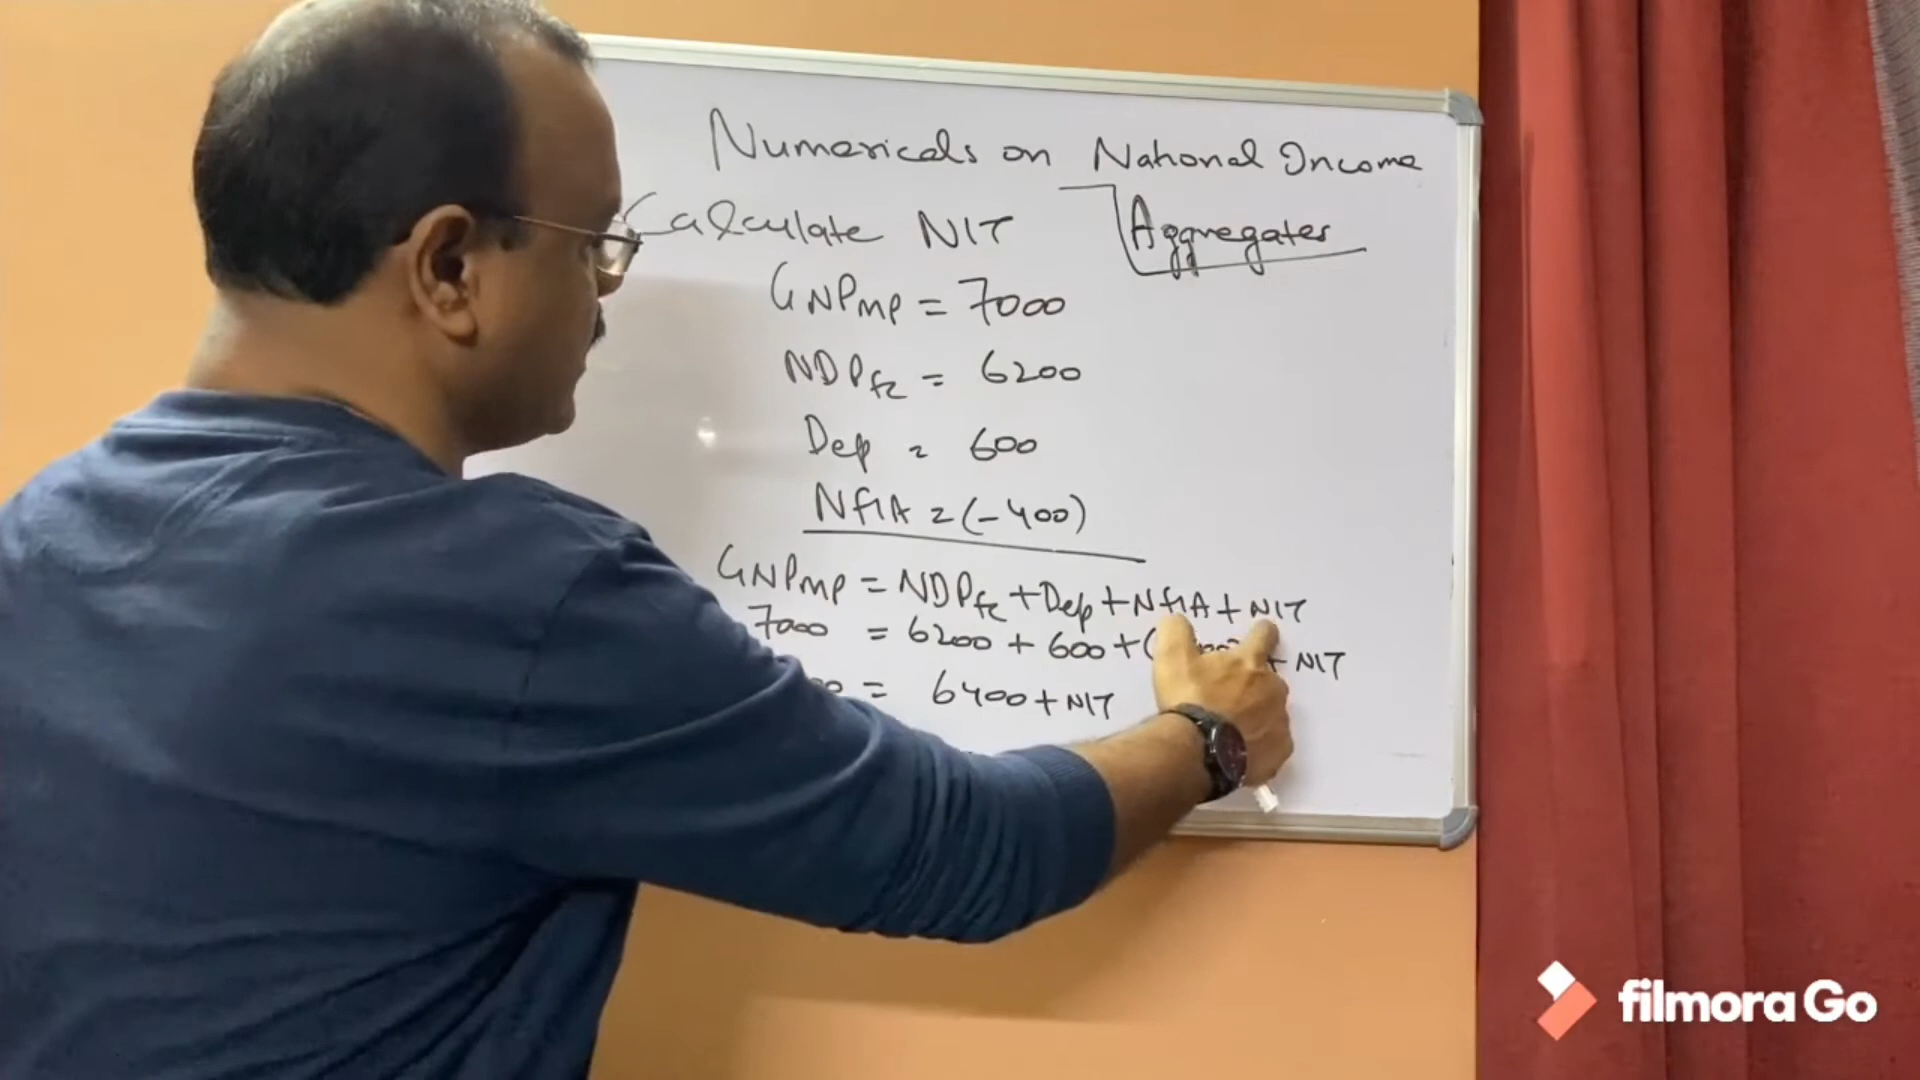 Numericals on National Income
Calculate NIT Aggregates
GNPmp = 7000
NDPfc = 6200
Dep = 600
NfIA = (-400)
GNPmp = NDPfc + Dep + NfIA + NIT
7000 = 6200 + 600 + ( + NIT
= 6400 + NIT
filmora Go